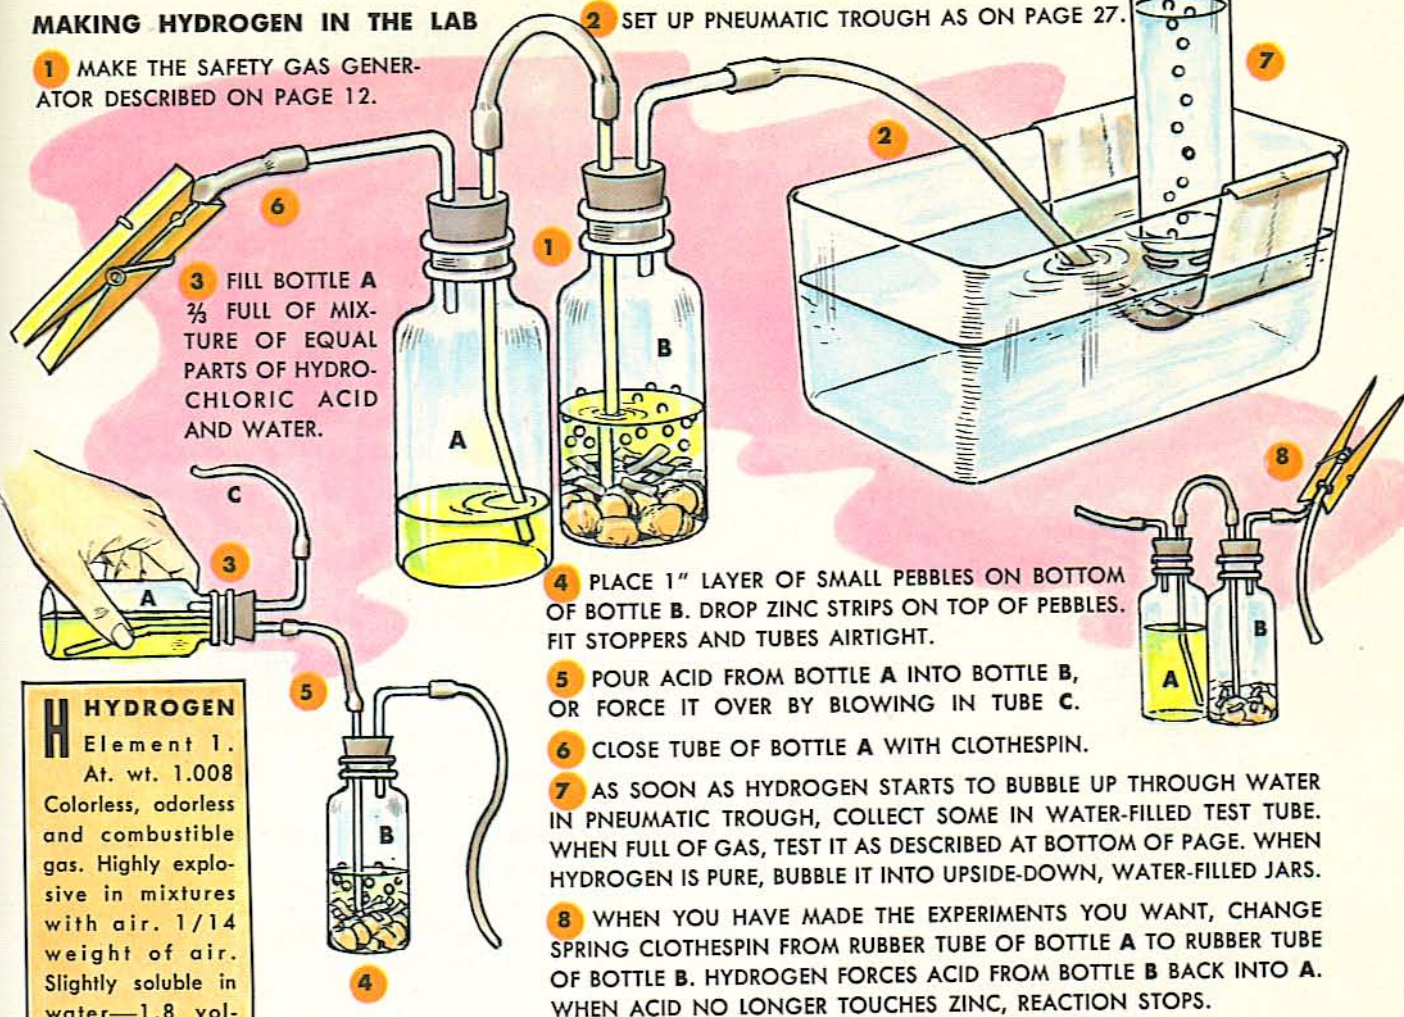 MAKING HYDROGEN IN THE LAB
1 MAKE THE SAFETY GAS GENER-
ATOR DESCRIBED ON PAGE 12.
2 SET UP PNEUMATIC TROUGH AS ON PAGE 27.
7
2
6
1
3 FILL BOTTLE A
⅔ FULL OF MIX-
TURE OF EQUAL
PARTS OF HYDRO-
CHLORIC ACID
AND WATER.
A
B
C
3
A
5
B
4
8
A
B
4 PLACE 1" LAYER OF SMALL PEBBLES ON BOTTOM
OF BOTTLE B. DROP ZINC STRIPS ON TOP OF PEBBLES.
FIT STOPPERS AND TUBES AIRTIGHT.
5 POUR ACID FROM BOTTLE A INTO BOTTLE B,
OR FORCE IT OVER BY BLOWING IN TUBE C.
6 CLOSE TUBE OF BOTTLE A WITH CLOTHESPIN.
7 AS SOON AS HYDROGEN STARTS TO BUBBLE UP THROUGH WATER
IN PNEUMATIC TROUGH, COLLECT SOME IN WATER-FILLED TEST TUBE.
WHEN FULL OF GAS, TEST IT AS DESCRIBED AT BOTTOM OF PAGE. WHEN
HYDROGEN IS PURE, BUBBLE IT INTO UPSIDE-DOWN, WATER-FILLED JARS.
8 WHEN YOU HAVE MADE THE EXPERIMENTS YOU WANT, CHANGE
SPRING CLOTHESPIN FROM RUBBER TUBE OF BOTTLE A TO RUBBER TUBE
OF BOTTLE B. HYDROGEN FORCES ACID FROM BOTTLE B BACK INTO A.
WHEN ACID NO LONGER TOUCHES ZINC, REACTION STOPS.
H HYDROGEN
Element 1.
At. wt. 1.008
Colorless, odorless
and combustible
gas. Highly explo-
sive in mixtures
with air. 1/14
weight of air.
Slightly soluble in
water—1.8 vol-